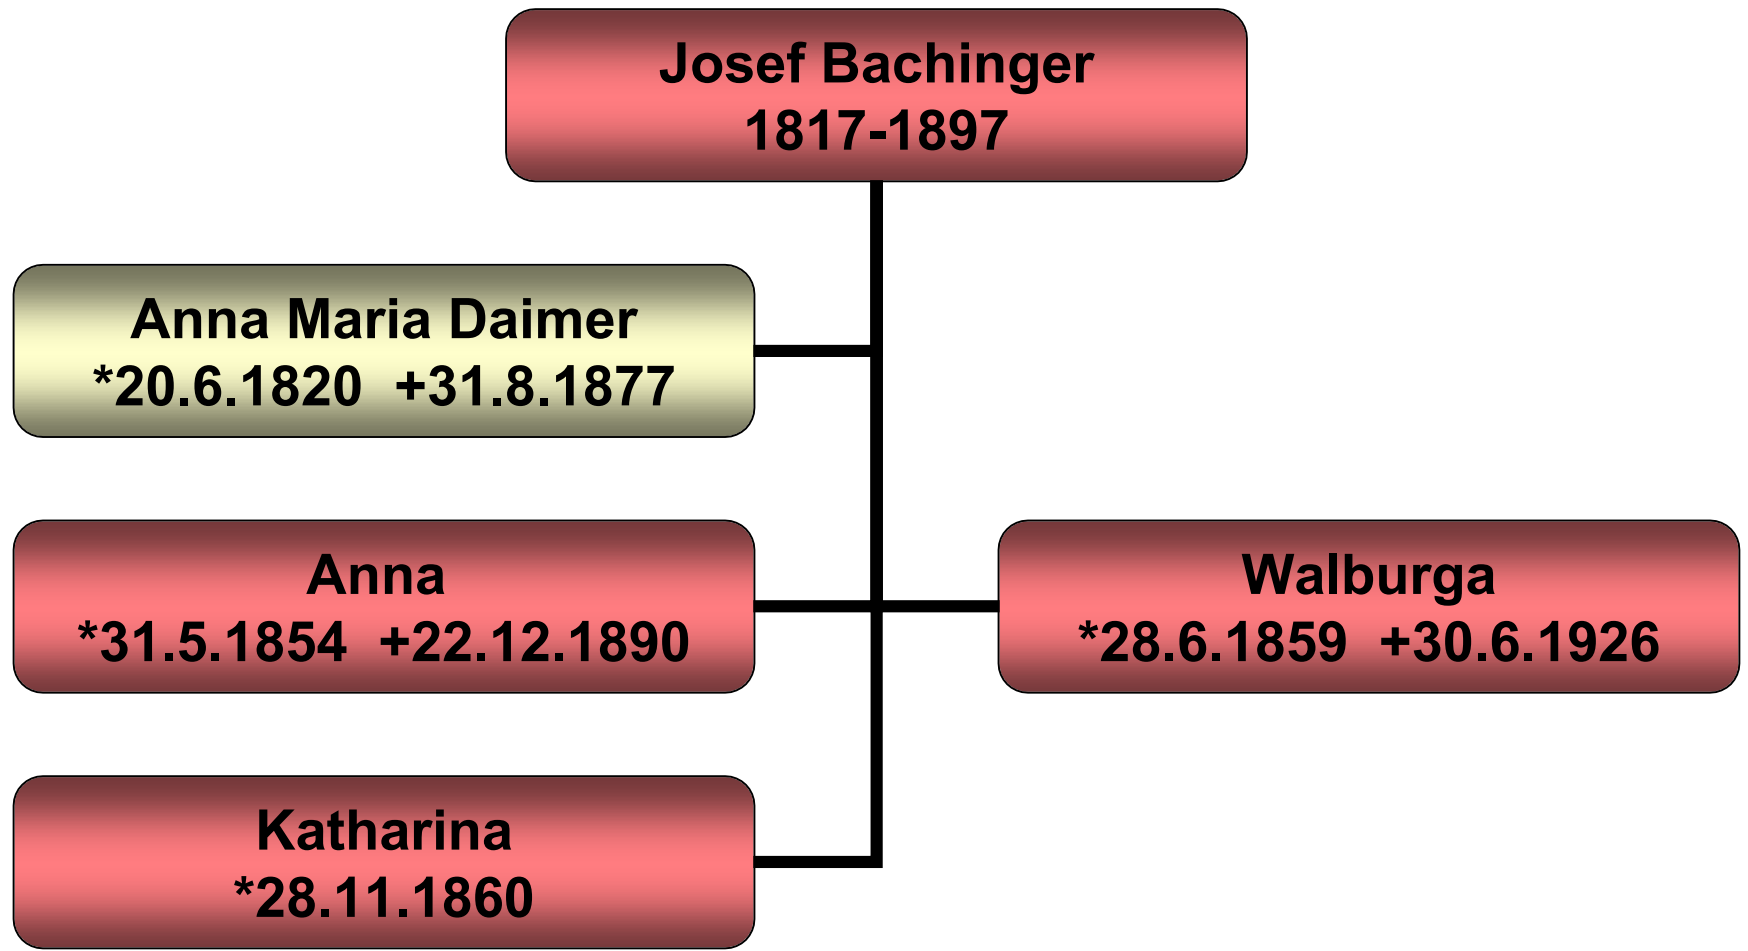 Josef Bachinger
1817-1897
Anna Maria Daimer
*20.6.1820 +31.8.1877
Anna
*31.5.1854 +22.12.1890
Walburga
*28.6.1859 +30.6.1926
Katharina
*28.11.1860